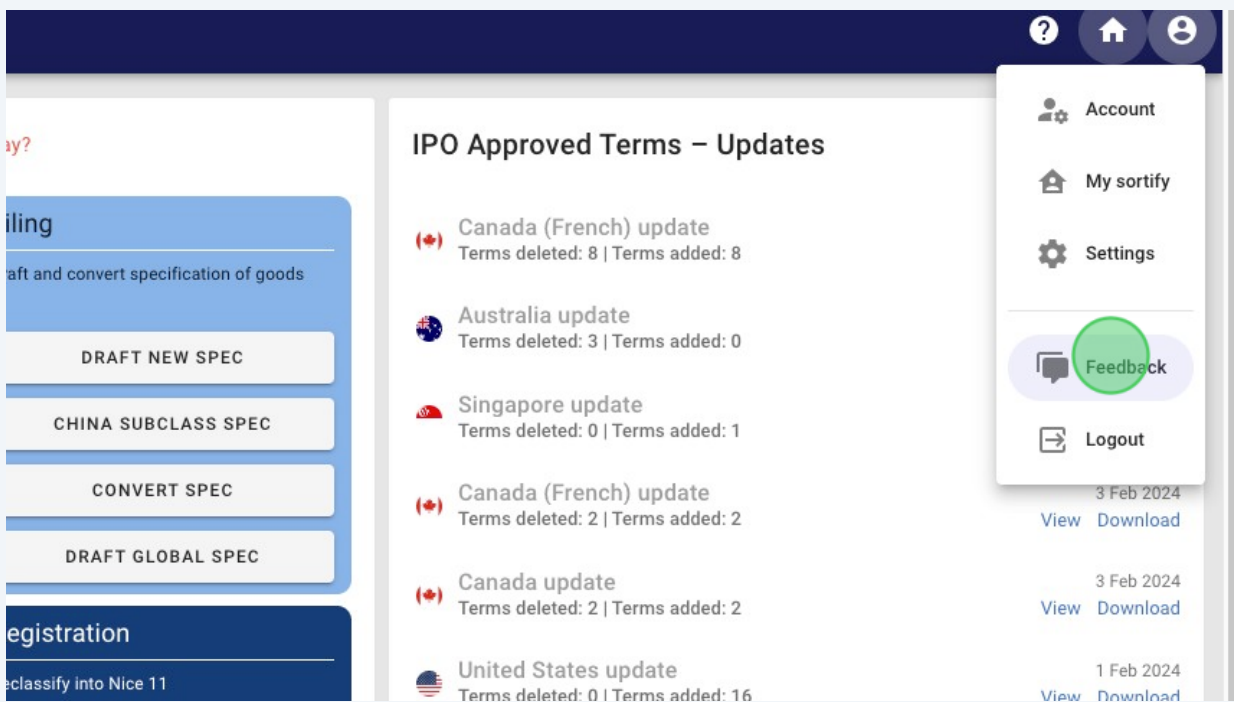 ay?
iling
raft and convert specification of goods
DRAFT NEW SPEC
CHINA SUBCLASS SPEC
CONVERT SPEC
DRAFT GLOBAL SPEC
egistration
eclassify into Nice 11
IPO Approved Terms – Updates
Canada (French) update
Terms deleted: 8 | Terms added: 8
Australia update
Terms deleted: 3 | Terms added: 0
Singapore update
Terms deleted: 0 | Terms added: 1
Canada (French) update
3 Feb 2024
Terms deleted: 2 | Terms added: 2
View Download
Canada update
3 Feb 2024
Terms deleted: 2 | Terms added: 2
View Download
United States update
1 Feb 2024
Terms deleted: 0 | Terms added: 16
View Download
Account
My sortify
Settings
Feedback
Logout